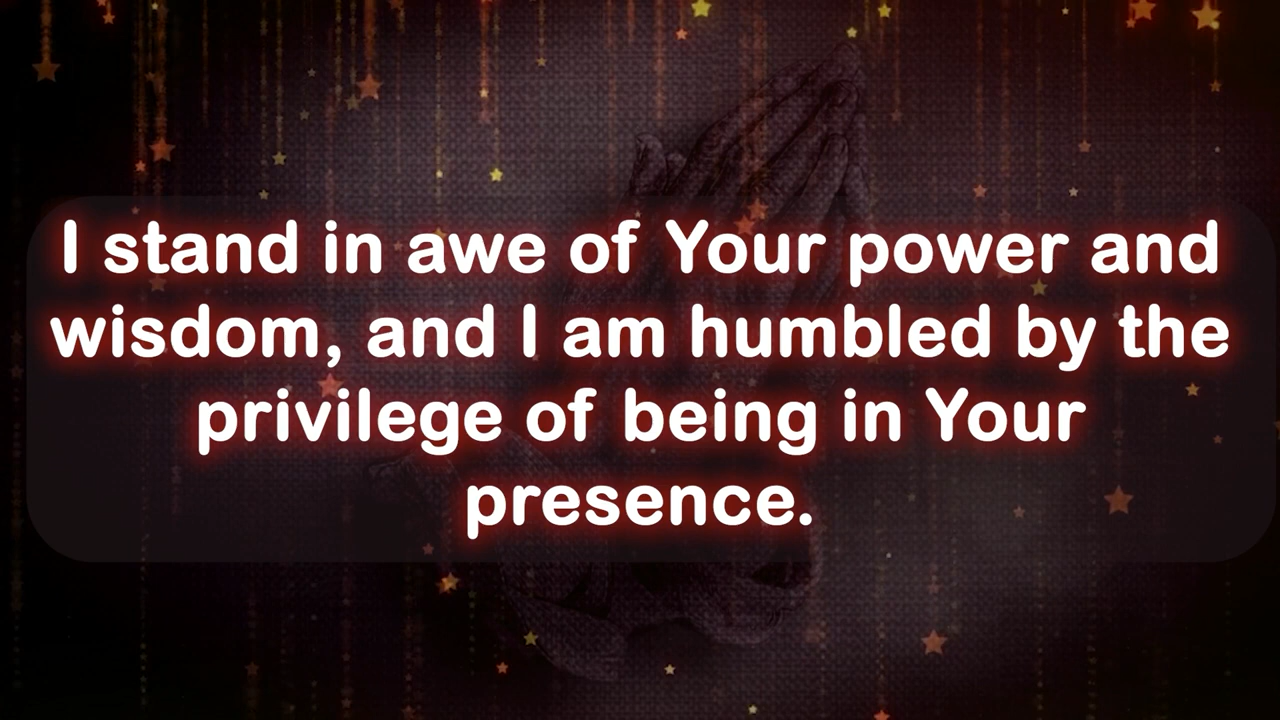 I stand in awe of Your power and
wisdom, and I am humbled by the
privilege of being in Your
presence.